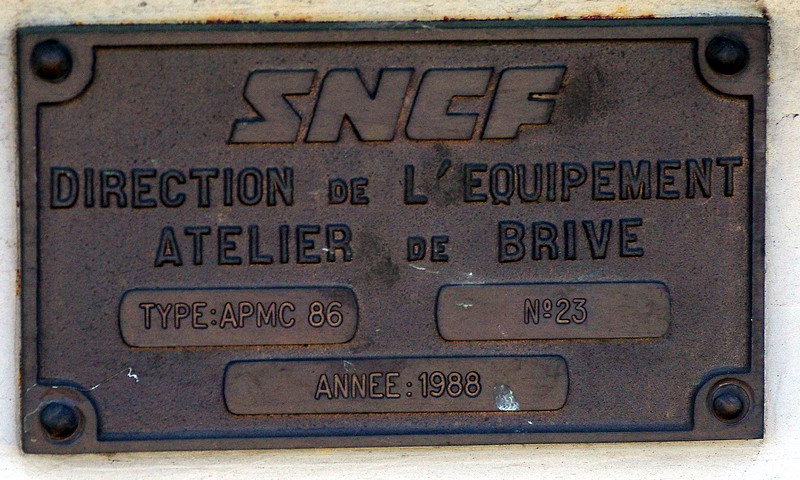 SNCF
DIRECTION DE L'EQUIPEMENT
ATELIER DE BRIVE
TYPE:APMC 86 Nº23
ANNEE:1988